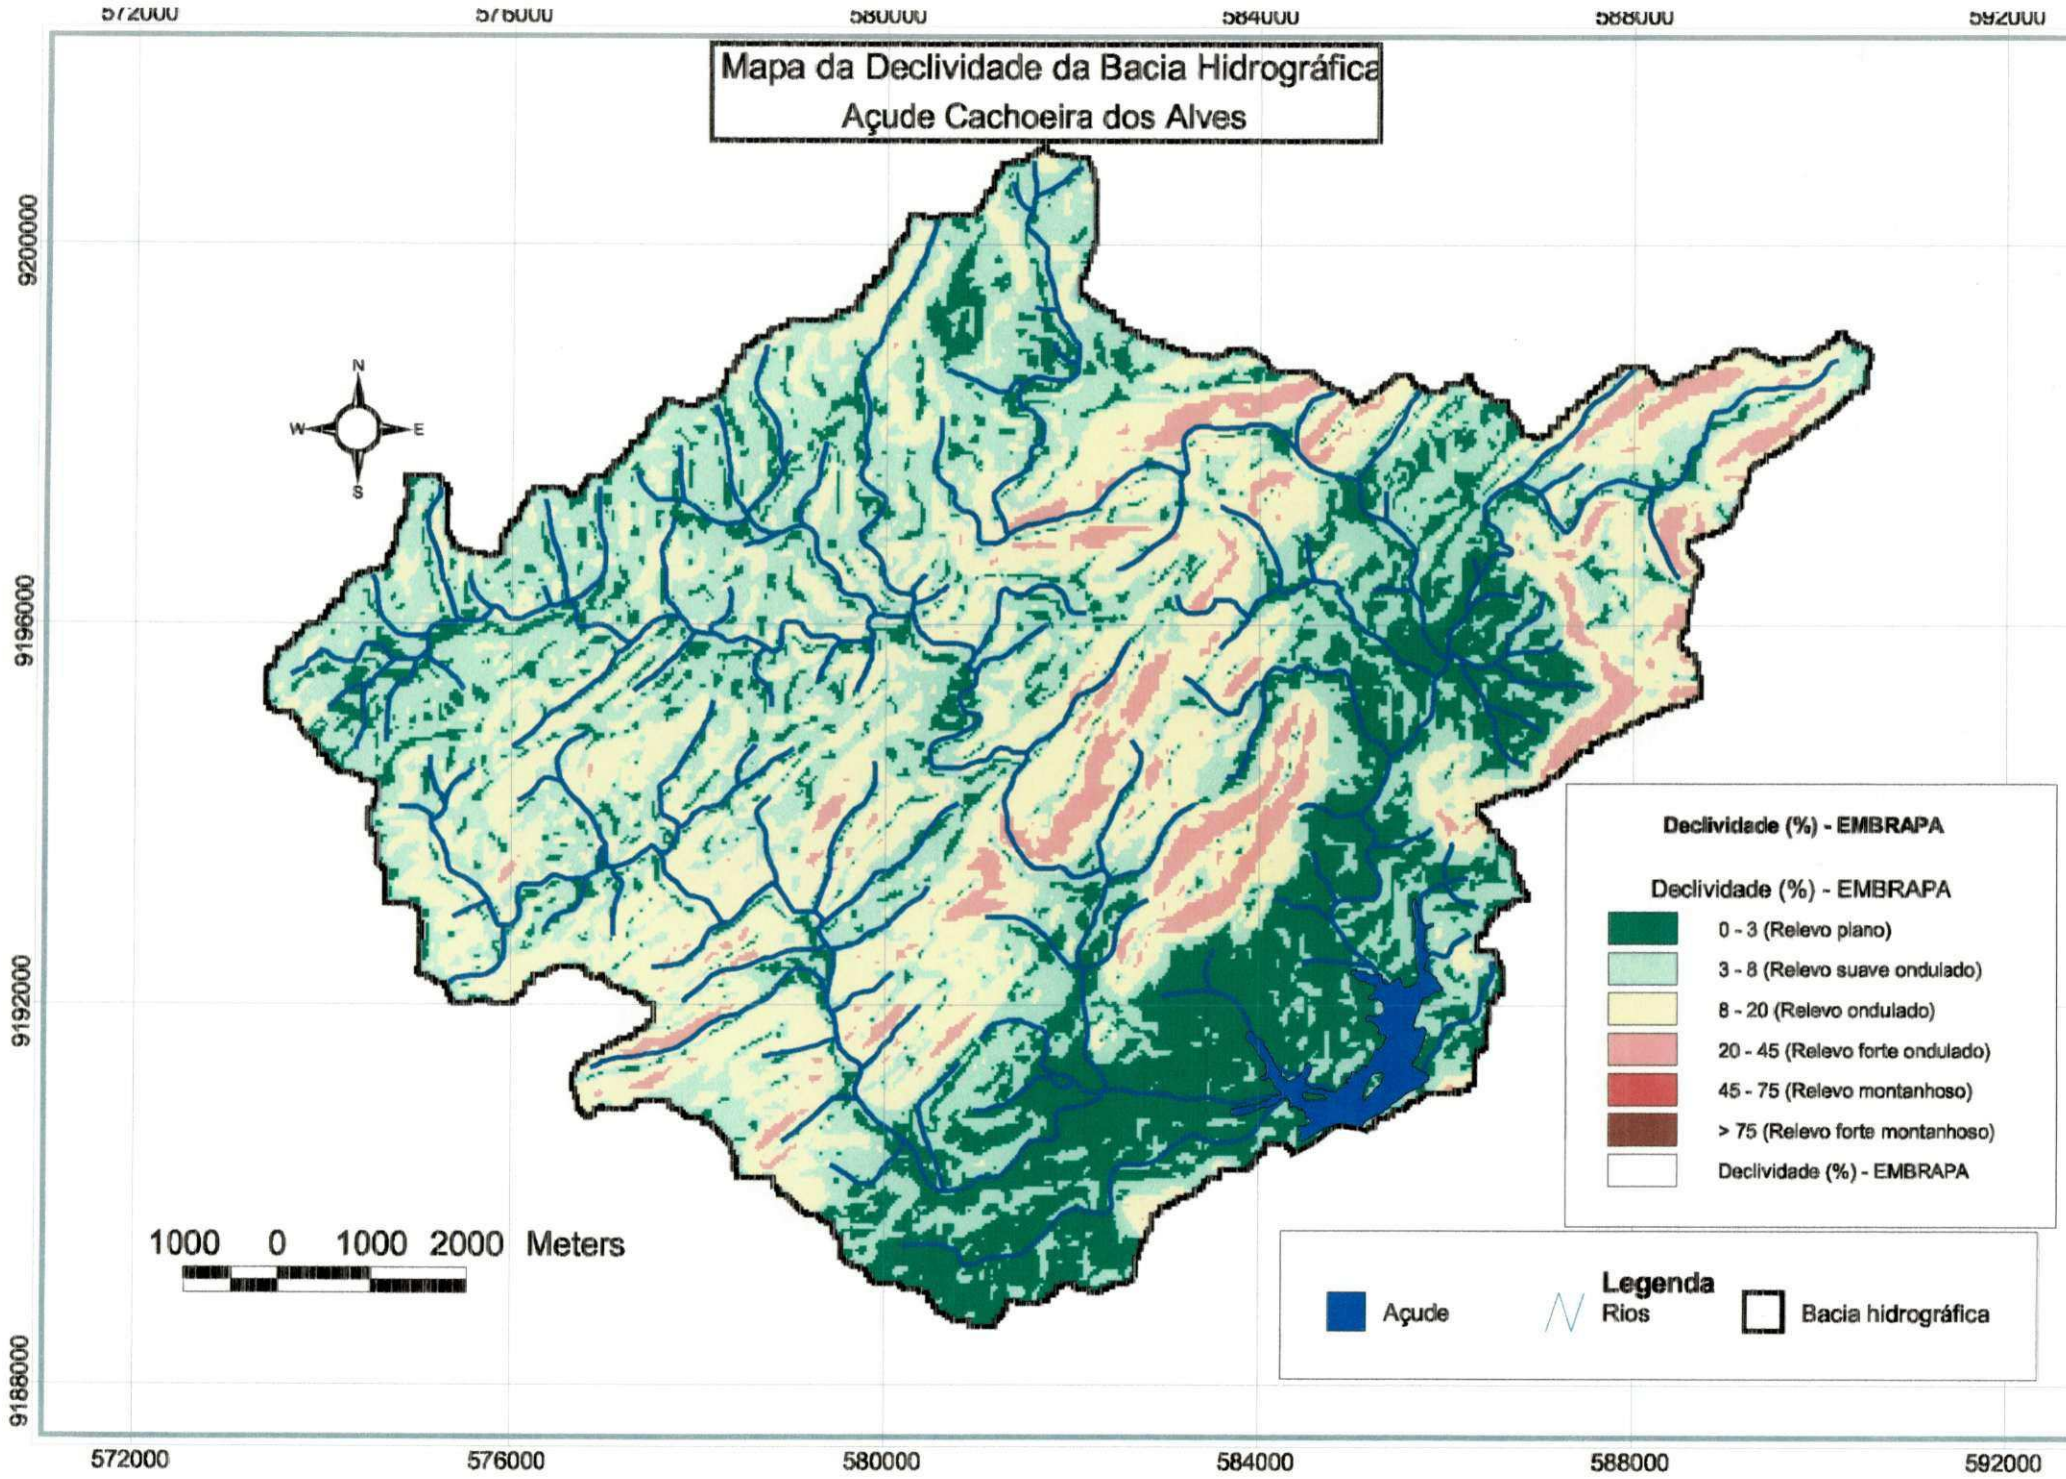 572000 576000 580000 584000 588000 592000
Mapa da Declividade da Bacia Hidrográfica
Açude Cachoeira dos Alves
9200000
N
W E
S
9196000
Declividade (%) - EMBRAPA
Declividade (%) - EMBRAPA
0 - 3 (Relevo plano)
3 - 8 (Relevo suave ondulado)
8 - 20 (Relevo ondulado)
20 - 45 (Relevo forte ondulado)
45 - 75 (Relevo montanhoso)
> 75 (Relevo forte montanhoso)
Declividade (%) - EMBRAPA
9192000
1000 0 1000 2000 Meters
Legenda
Açude Rios Bacia hidrográfica
9188000
572000 576000 580000 584000 588000 592000